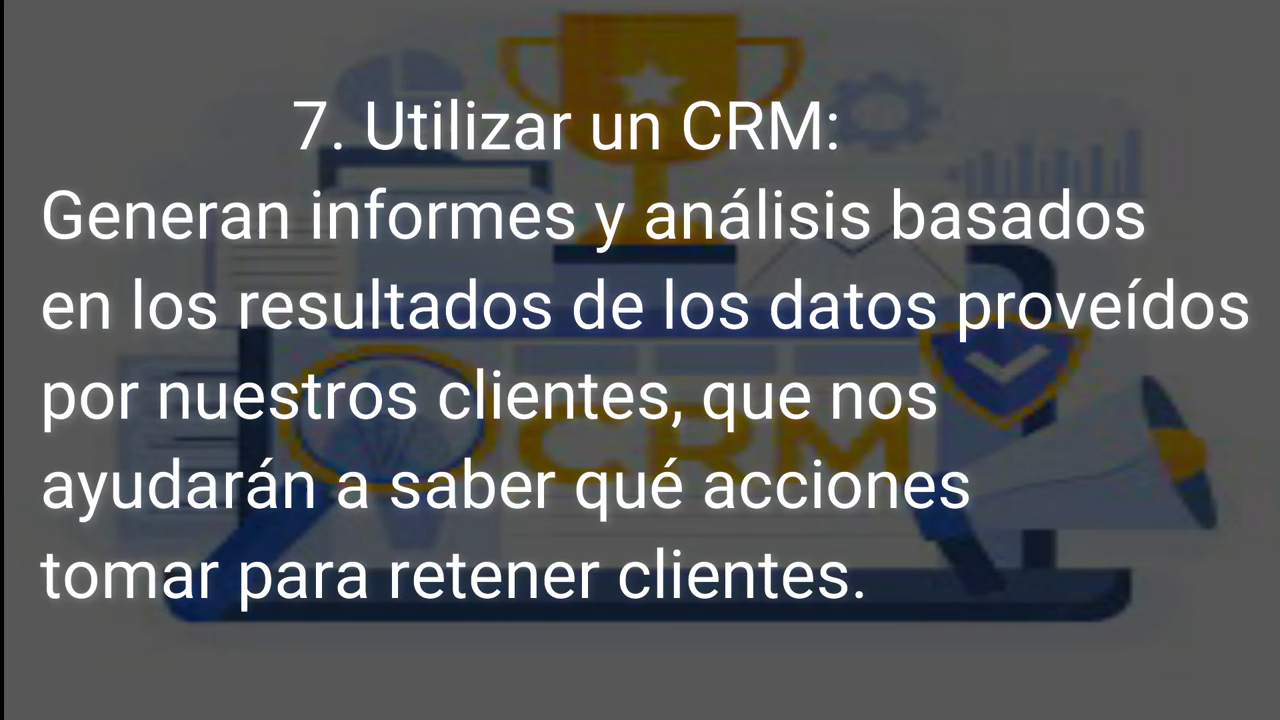 7. Utilizar un CRM:
Generan informes y análisis basados
en los resultados de los datos proveídos
por nuestros clientes, que nos
ayudarán a saber qué acciones
tomar para retener clientes.
CRM